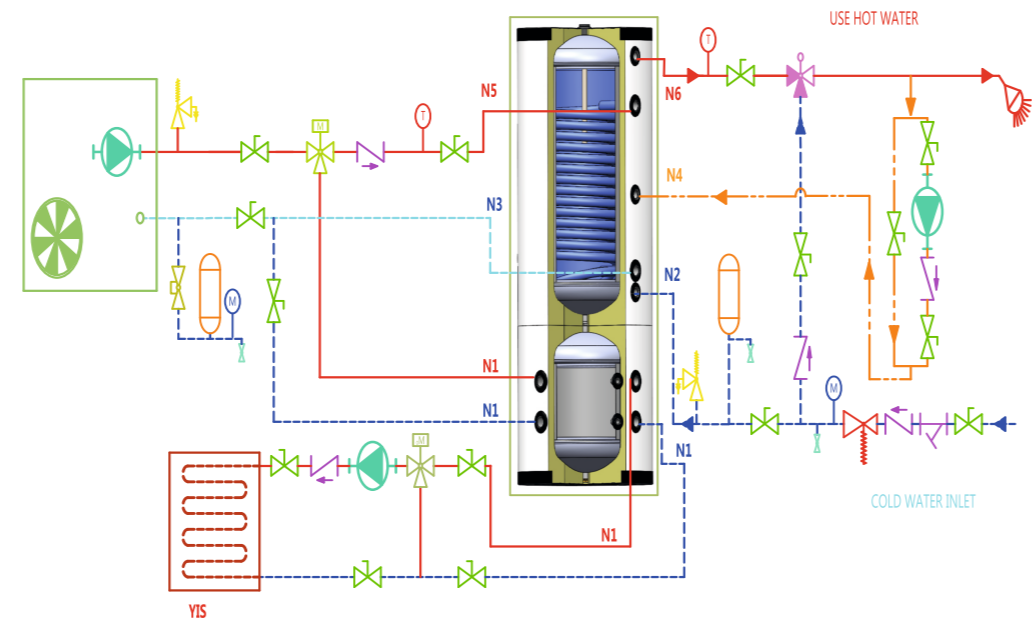 USE HOT WATER
T
N5
N6
M
T
N4
N3
N2
M
N1
M
N1
N1
M
COLD WATER INLET
N1
YIS